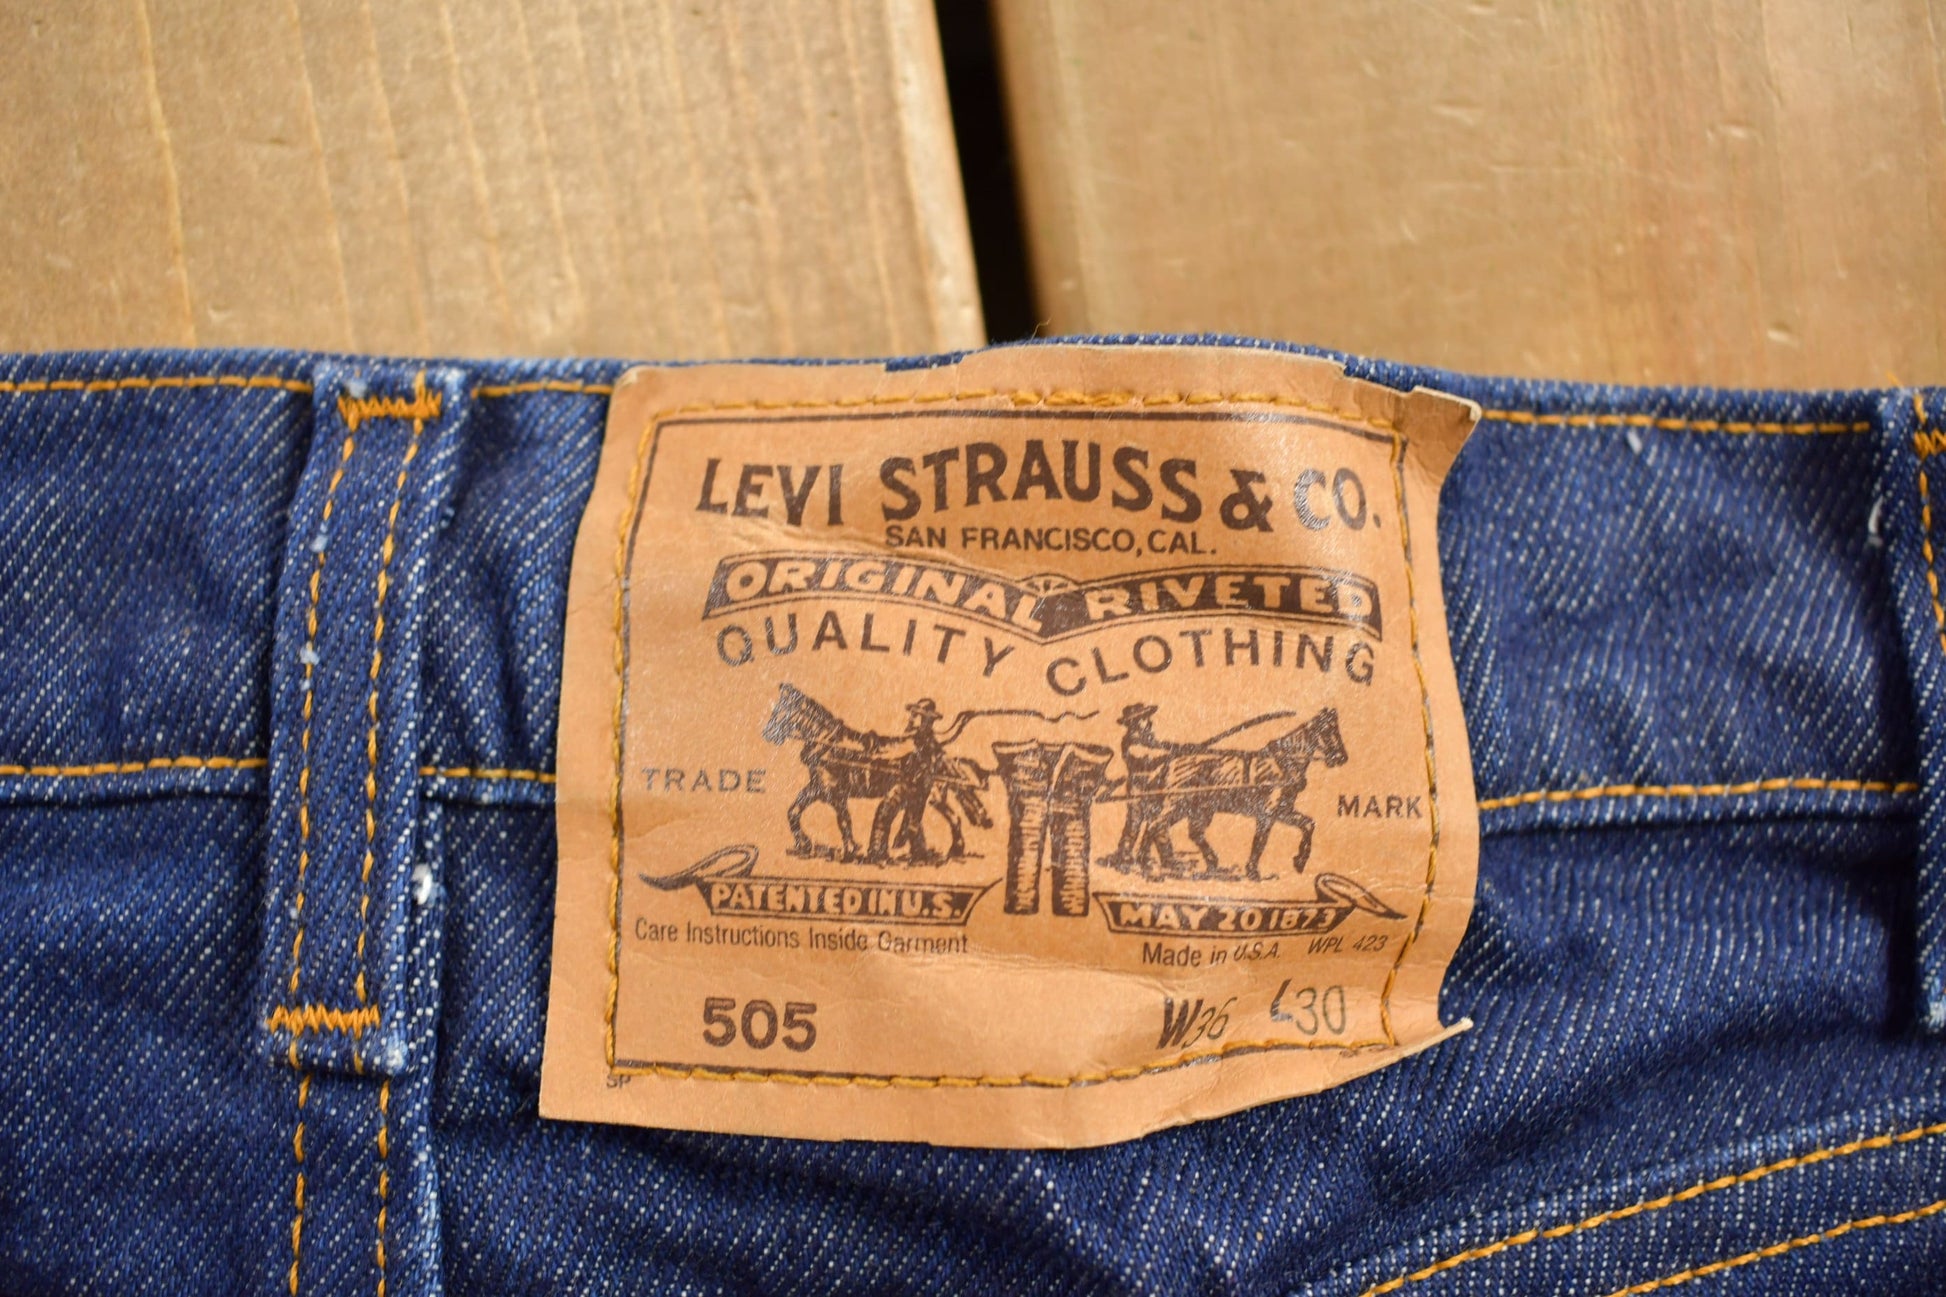 LEVI STRAUSS & CO.
SAN FRANCISCO, CAL.
ORIGINAL RIVETED
QUALITY CLOTHING
TRADE MARK
PATENTED IN U.S. MAY 20 1873
Care Instructions Inside Garment Made in U.S.A. WPL 423
505 W36 L30
SP